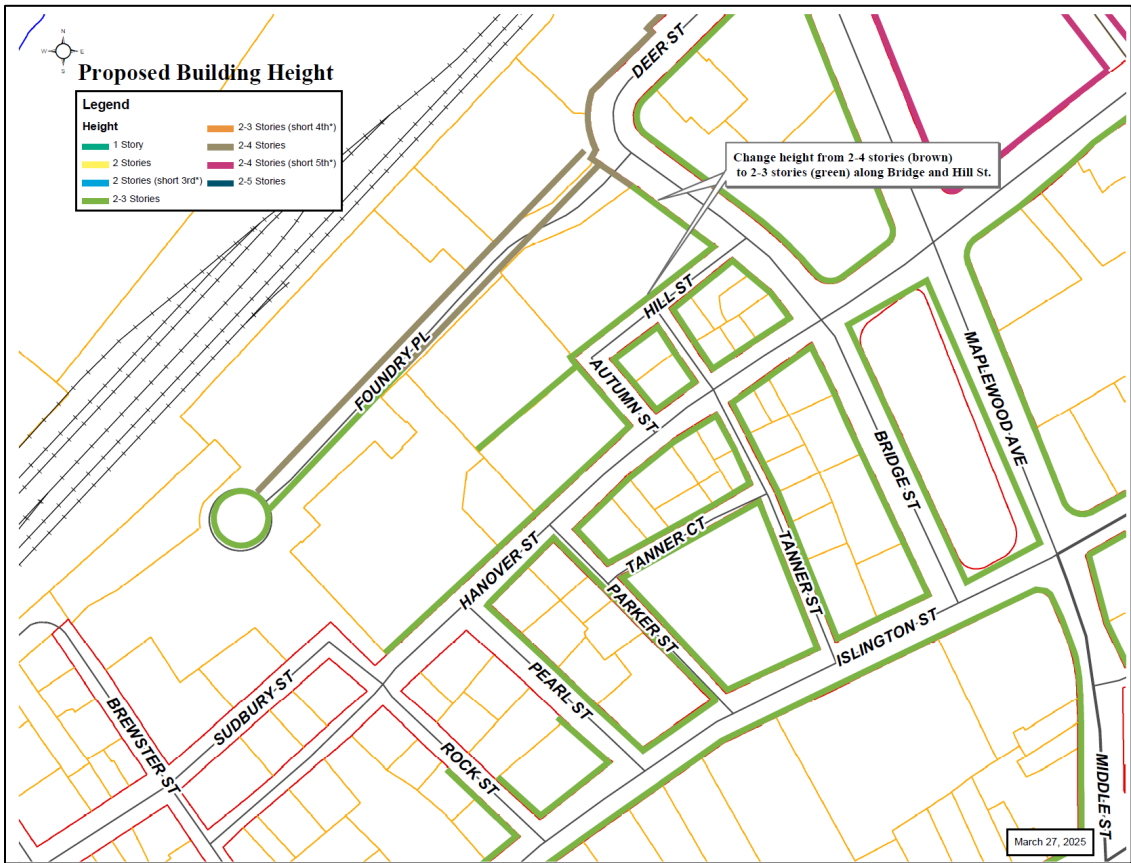 N
W E
S
Proposed Building Height
Legend
Height
1 Story
2 Stories
2 Stories (short 3rd*)
2-3 Stories
2-3 Stories (short 4th*)
2-4 Stories
2-4 Stories (short 5th*)
2-5 Stories
DEER ST
Change height from 2-4 stories (brown)
to 2-3 stories (green) along Bridge and Hill St.
HILL ST
FOUNDRY PL
AUTUMN ST
MAPLEWOOD AVE
BRIDGE ST
HANOVER ST
TANNER CT
TANNER ST
PARKER ST
ISLINGTON ST
PEARL ST
SUDBURY ST
BREWSTER ST
ROCK ST
MIDDLE ST
March 27, 2025